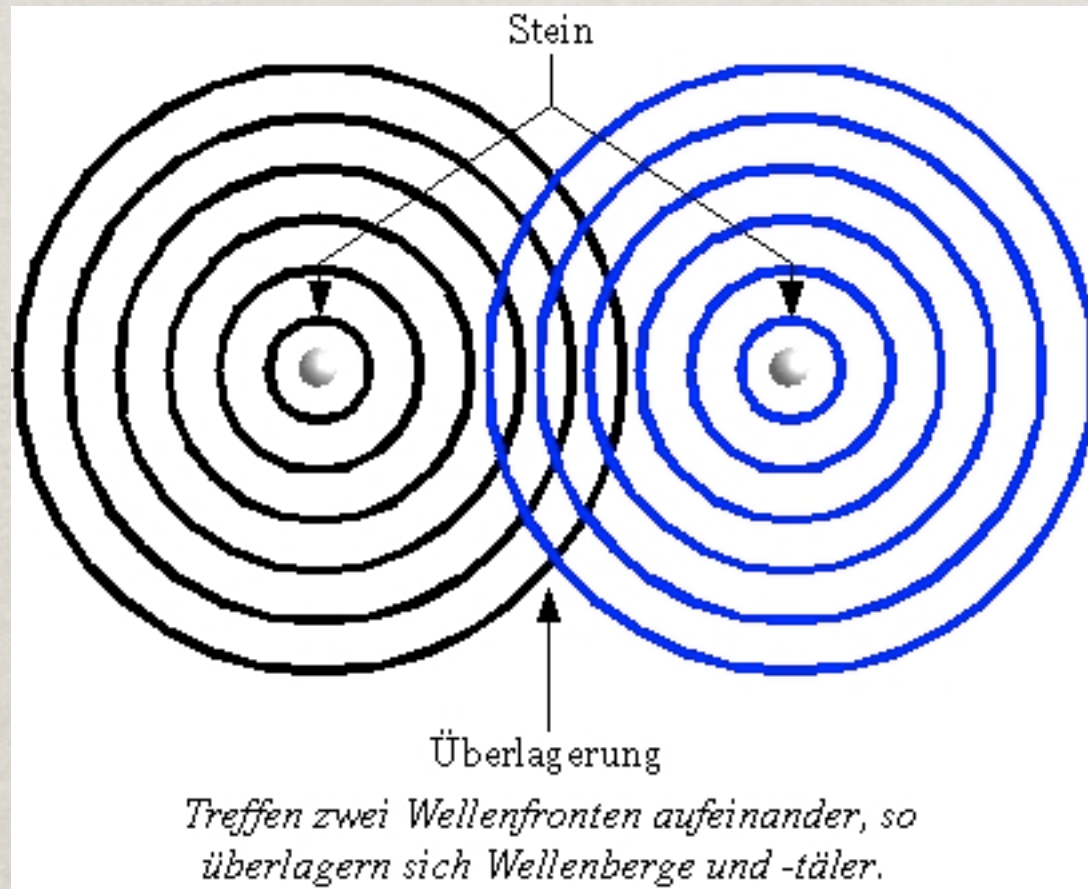 Stein
Überlagerung
Treffen zwei Wellenfronten aufeinander, so
überlagern sich Wellenberge und -täler.